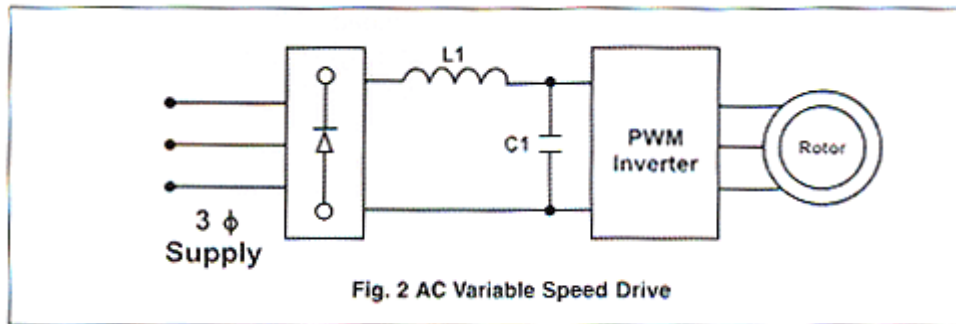 L1
C1
PWM
Inverter
Rotor
3 ϕ
Supply
Fig. 2 AC Variable Speed Drive